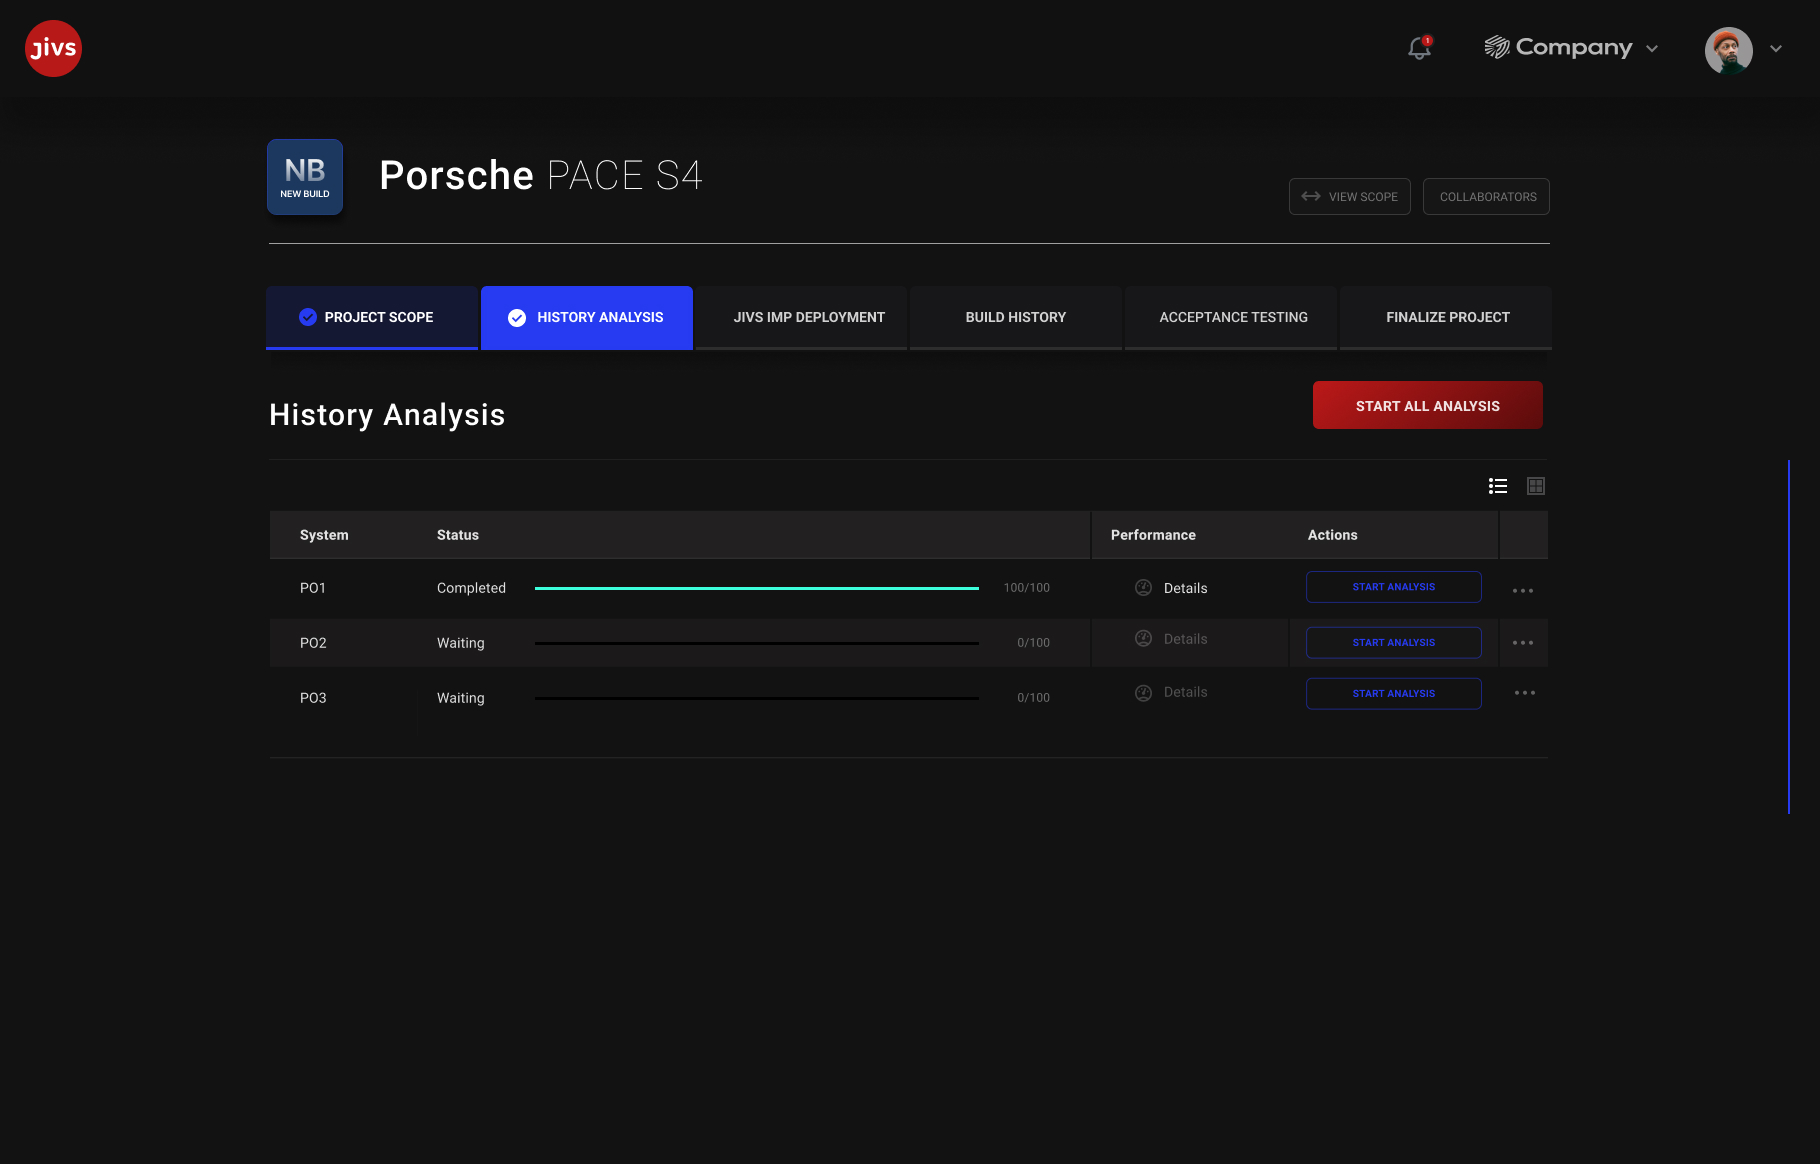 jivs
1
Company
NB
NEW BUILD
Porsche PACE S4
VIEW SCOPE
COLLABORATORS
PROJECT SCOPE
HISTORY ANALYSIS
JIVS IMP DEPLOYMENT
BUILD HISTORY
ACCEPTANCE TESTING
FINALIZE PROJECT
History Analysis
START ALL ANALYSIS
System Status Performance Actions
PO1 Completed 100/100 Details START ANALYSIS
PO2 Waiting 0/100 Details START ANALYSIS
PO3 Waiting 0/100 Details START ANALYSIS